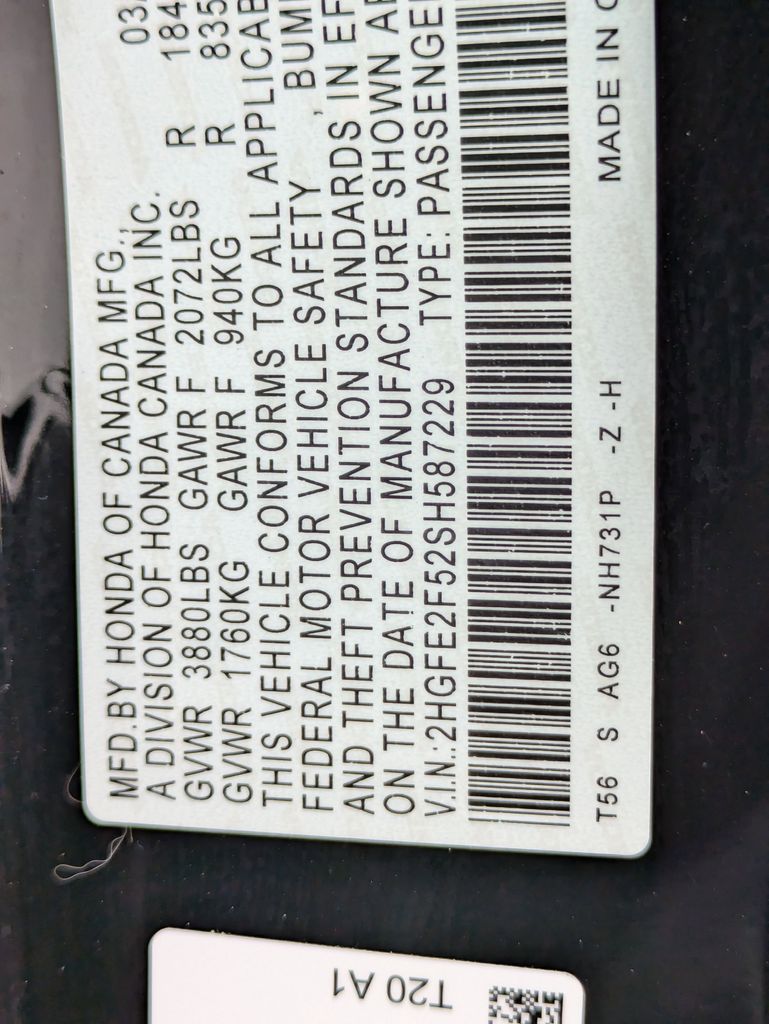 MFD.BY HONDA OF CANADA MFG.,
A DIVISION OF HONDA CANADA INC.
GVWR 3880LBS GAWR F 2072LBS R 184
GVWR 1760KG GAWR F 940KG R 835
THIS VEHICLE CONFORMS TO ALL APPLICAB
FEDERAL MOTOR VEHICLE SAFETY , BUM
AND THEFT PREVENTION STANDARDS IN EF
ON THE DATE OF MANUFACTURE SHOWN A
V.I.N.:2HGFE2F52SH587229 TYPE: PASSENGE
MADE IN
T56 S AG6 -NH731P -Z -H
T20 A1